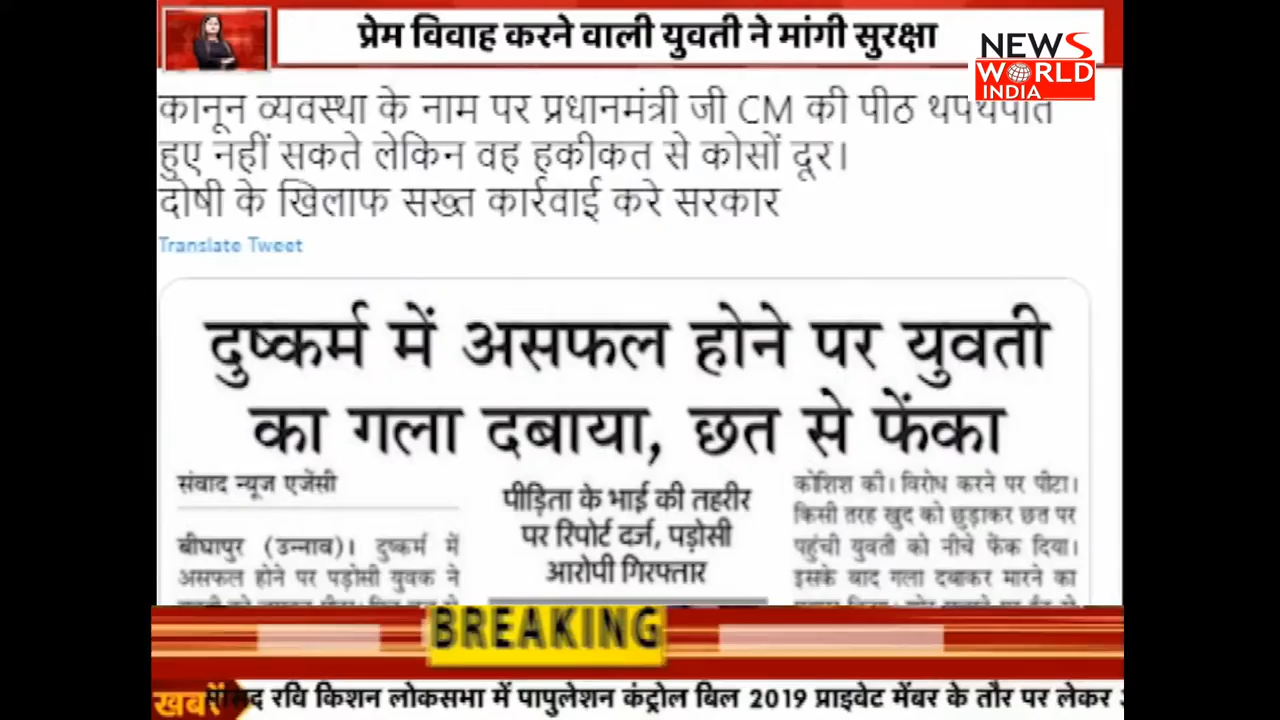 प्रेम विवाह करने वाली युवती ने मांगी सुरक्षा
NEWS
WORLD
INDIA
कानून व्यवस्था के नाम पर प्रधानमंत्री जी CM की पीठ थपथपाते
हुए नहीं सकते लेकिन वह हकीकत से कोसों दूर।
दोषी के खिलाफ सख्त कार्रवाई करे सरकार
Translate Tweet
दुष्कर्म में असफल होने पर युवती
का गला दबाया, छत से फेंका
संवाद न्यूज एजेंसी
बीघापुर (उन्नाव)। दुष्कर्म में
असफल होने पर पड़ोसी युवक ने
पीड़िता के भाई की तहरीर
पर रिपोर्ट दर्ज, पड़ोसी
आरोपी गिरफ्तार
कोशिश की। विरोध करने पर पीटा।
किसी तरह खुद को छुड़ाकर छत पर
पहुंची युवती को नीचे फेंक दिया।
इसके बाद गला दबाकर मारने का
BREAKING
खबरें
रवि किशन लोकसभा में पापुलेशन कंट्रोल बिल 2019 प्राइवेट मेंबर के तौर पर लेकर